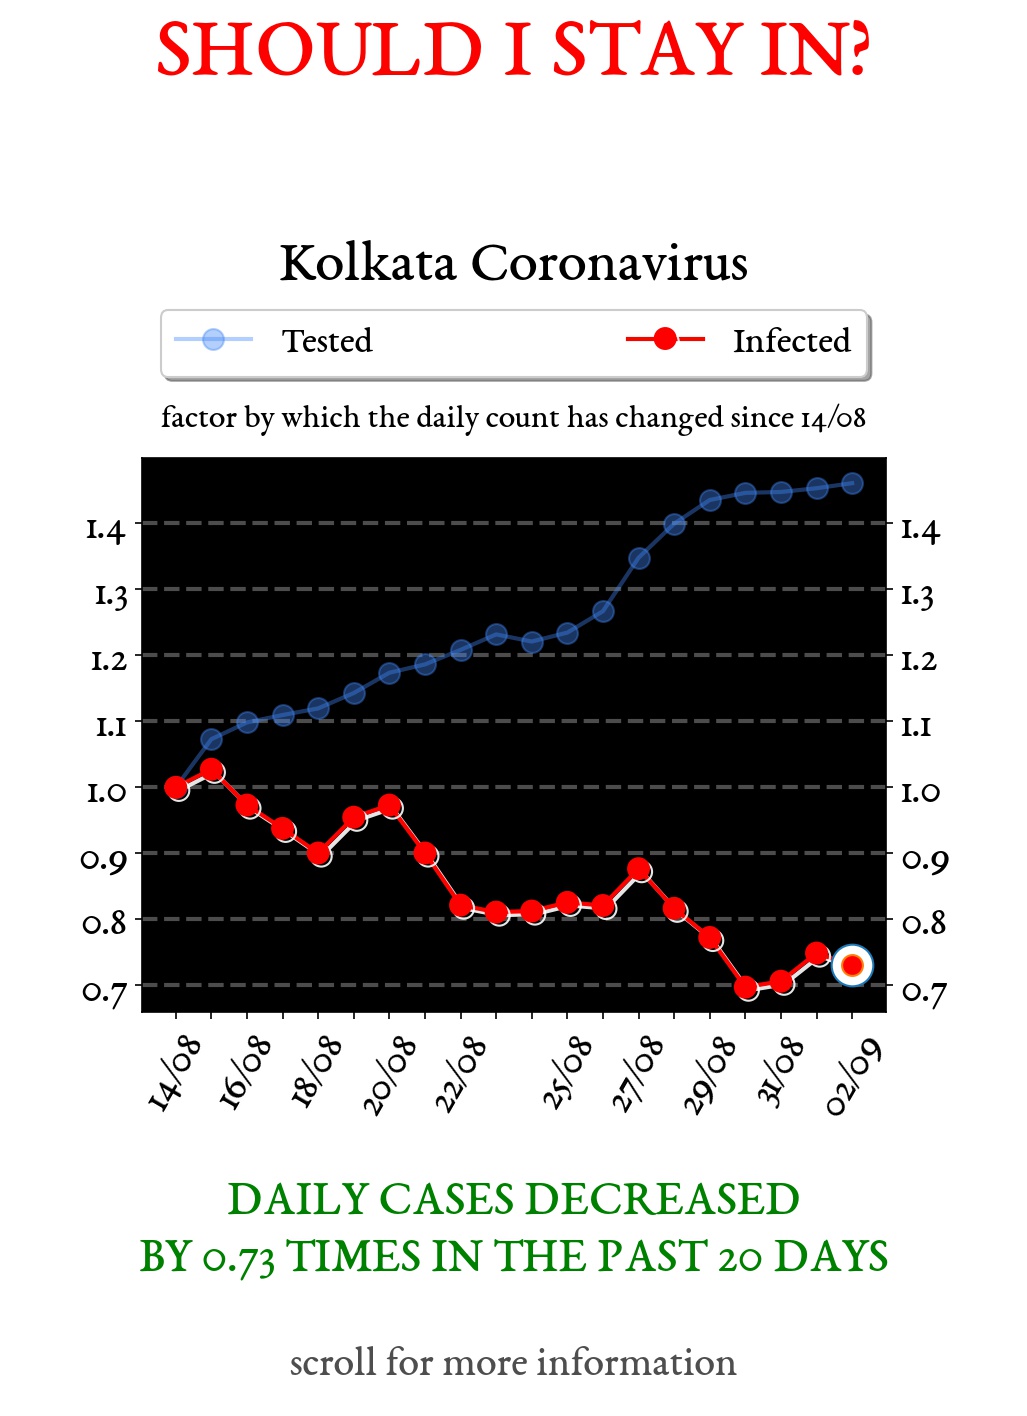 SHOULD I STAY IN?
Kolkata Coronavirus
Tested Infected
factor by which the daily count has changed since 14/08
1.4 1.4
1.3 1.3
1.2 1.2
1.1 1.1
1.0 1.0
0.9 0.9
0.8 0.8
0.7 0.7
14/08 16/08 18/08 20/08 22/08 25/08 27/08 29/08 31/08 02/09
DAILY CASES DECREASED
BY 0.73 TIMES IN THE PAST 20 DAYS
scroll for more information